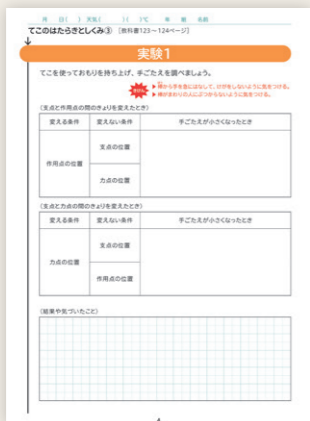 月 日( ) 天気( )( )℃ 年 組 名前
てこのはたらきとしくみ③ [教科書123～124ページ]
実験1
てこを使っておもりを持ち上げ、手ごたえを調べましょう。
▶棒から手を急にはなして、けがをしないように気をつける。
▶棒がまわりの人にぶつからないように気をつける。
(支点と作用点の間のきょりを変えたとき)
変える条件 変えない条件 手ごたえが小さくなったとき
作用点の位置
支点の位置
力点の位置
(支点と力点の間のきょりを変えたとき)
変える条件 変えない条件 手ごたえが小さくなったとき
力点の位置
支点の位置
作用点の位置
(結果や気づいたこと)